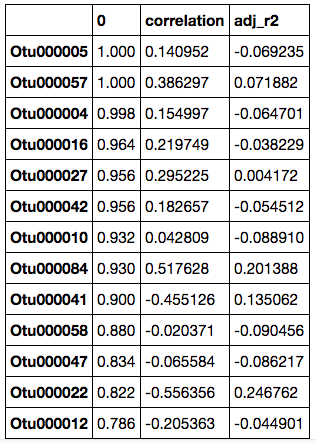 0 correlation adj_r2
Otu000005 1.000 0.140952 -0.069235
Otu000057 1.000 0.386297 0.071882
Otu000004 0.998 0.154997 -0.064701
Otu000016 0.964 0.219749 -0.038229
Otu000027 0.956 0.295225 0.004172
Otu000042 0.956 0.182657 -0.054512
Otu000010 0.932 0.042809 -0.088910
Otu000084 0.930 0.517628 0.201388
Otu000041 0.900 -0.455126 0.135062
Otu000058 0.880 -0.020371 -0.090456
Otu000047 0.834 -0.065584 -0.086217
Otu000022 0.822 -0.556356 0.246762
Otu000012 0.786 -0.205363 -0.044901